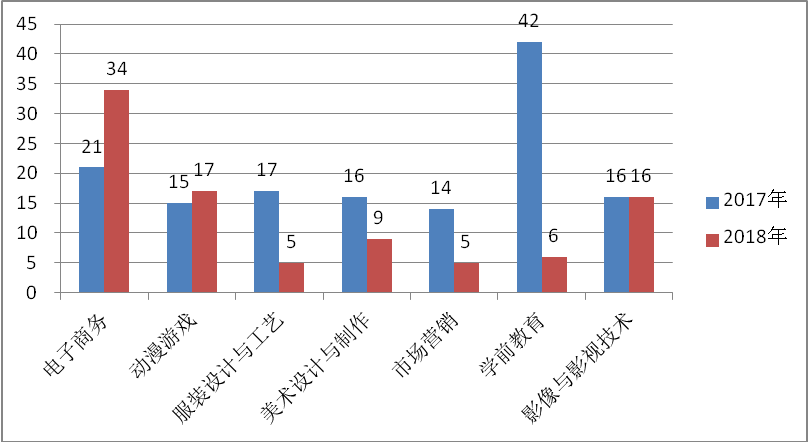 45
40
35
30
25
20
15
10
5
0
21
34
15
17
17
5
16
9
14
5
42
6
16
16
电子商务
动漫游戏
服装设计与工艺
美术设计与制作
市场营销
学前教育
影像与影视技术
2017年
2018年